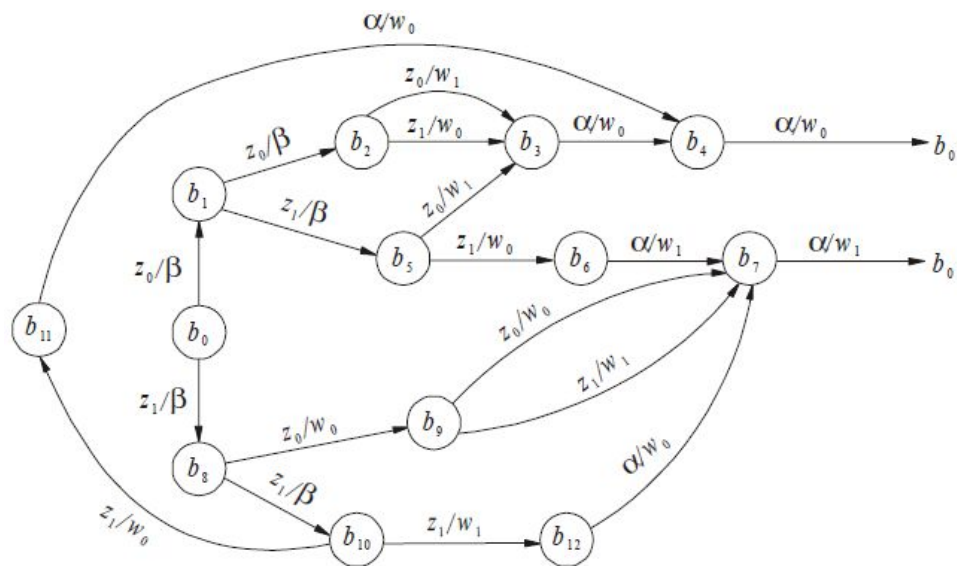 α/w₀
z₀/w₁
z₀/β
b₂
z₁/w₀
b₃
α/w₀
b₄
α/w₀
b₀
b₁
z₁/β
z₀/w₁
b₅
z₁/w₀
b₆
α/w₁
b₇
α/w₁
b₀
z₀/β
b₁₁
b₀
z₀/w₀
z₁/w₁
z₁/β
z₀/w₀
b₉
b₈
z₁/β
α/w₀
z₁/w₀
b₁₀
z₁/w₁
b₁₂